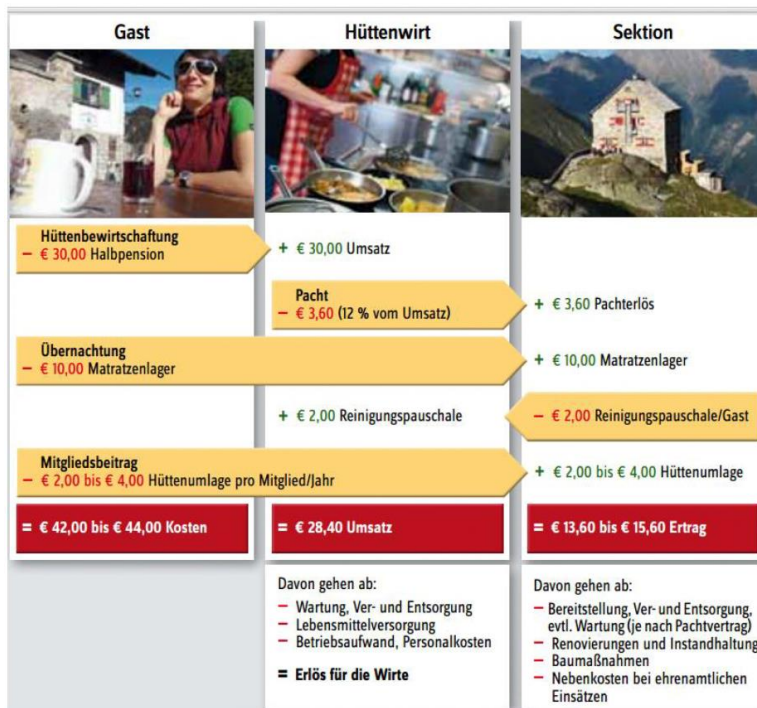 Gast
Hüttenwirt
Sektion
Hüttenbewirtschaftung
− € 30,00 Halbpension
+ € 30,00 Umsatz
Pacht
− € 3,60 (12 % vom Umsatz)
+ € 3,60 Pachterlös
Übernachtung
− € 10,00 Matratzenlager
+ € 10,00 Matratzenlager
+ € 2,00 Reinigungspauschale
− € 2,00 Reinigungspauschale/Gast
Mitgliedsbeitrag
− € 2,00 bis € 4,00 Hüttenumlage pro Mitglied/Jahr
+ € 2,00 bis € 4,00 Hüttenumlage
= € 42,00 bis € 44,00 Kosten
= € 28,40 Umsatz
= € 13,60 bis € 15,60 Ertrag
Davon gehen ab:
− Wartung, Ver- und Entsorgung
− Lebensmittelversorgung
− Betriebsaufwand, Personalkosten
= Erlös für die Wirte
Davon gehen ab:
− Bereitstellung, Ver- und Entsorgung,
evtl. Wartung (je nach Pachtvertrag)
− Renovierungen und Instandhaltung
− Baumaßnahmen
− Nebenkosten bei ehrenamtlichen
Einsätzen